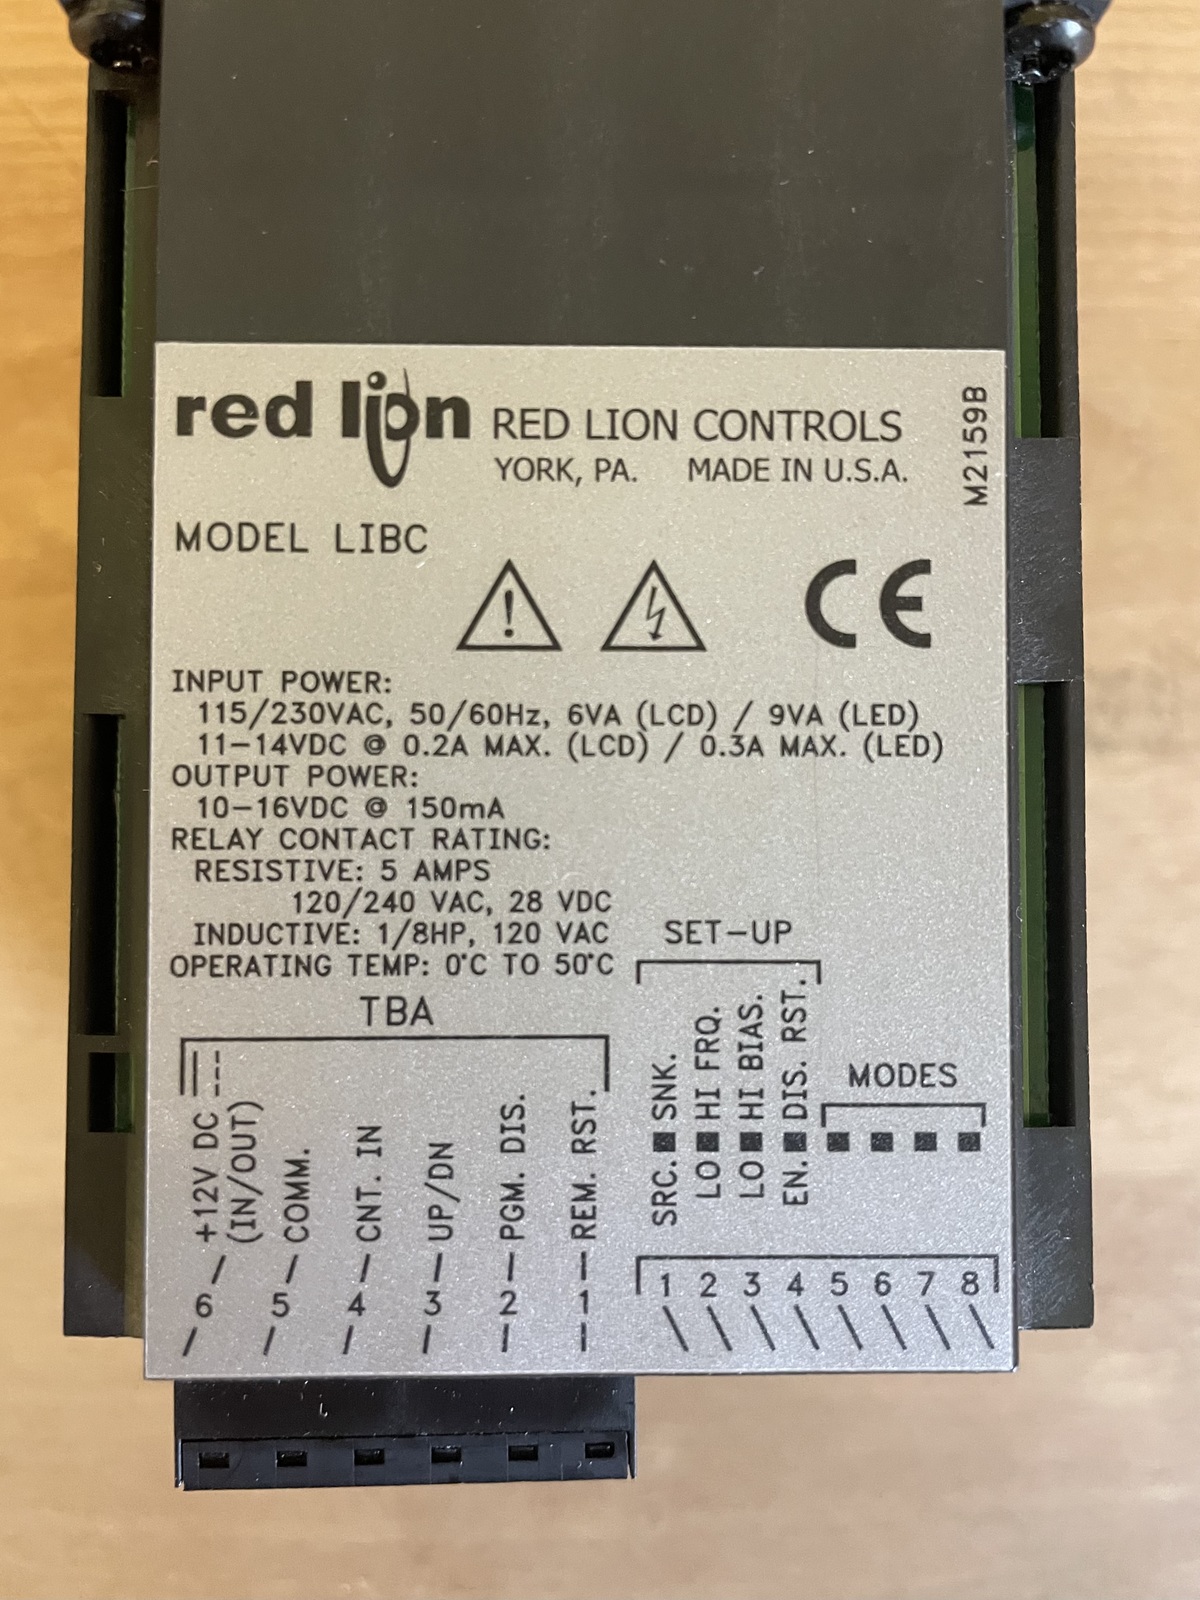 red lion RED LION CONTROLS
YORK, PA. MADE IN U.S.A.
M2159B
MODEL LIBC
CE
INPUT POWER:
115/230VAC, 50/60Hz, 6VA (LCD) / 9VA (LED)
11-14VDC @ 0.2A MAX. (LCD) / 0.3A MAX. (LED)
OUTPUT POWER:
10-16VDC @ 150mA
RELAY CONTACT RATING:
RESISTIVE: 5 AMPS
120/240 VAC, 28 VDC
INDUCTIVE: 1/8HP, 120 VAC
OPERATING TEMP: 0°C TO 50°C
TBA
+12V DC
(IN/OUT)
COMM.
CNT. IN
UP/DN
PGM. DIS.
REM. RST.
6 5 4 3 2 1
SET-UP
SRC. SNK.
LO HI FRQ.
LO HI BIAS.
EN. DIS. RST.
MODES
1 2 3 4 5 6 7 8